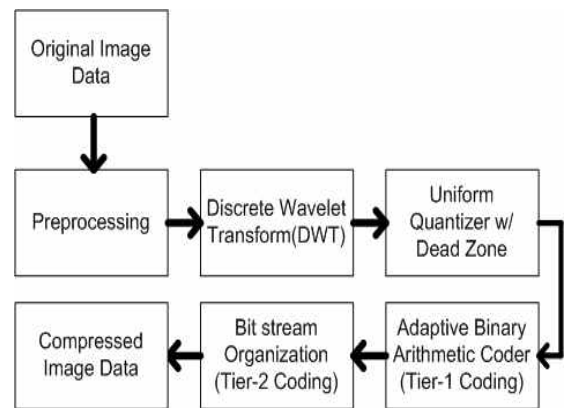 Original Image
Data
Preprocessing
Discrete Wavelet
Transform(DWT)
Uniform
Quantizer w/
Dead Zone
Adaptive Binary
Arithmetic Coder
(Tier-1 Coding)
Bit stream
Organization
(Tier-2 Coding)
Compressed
Image Data